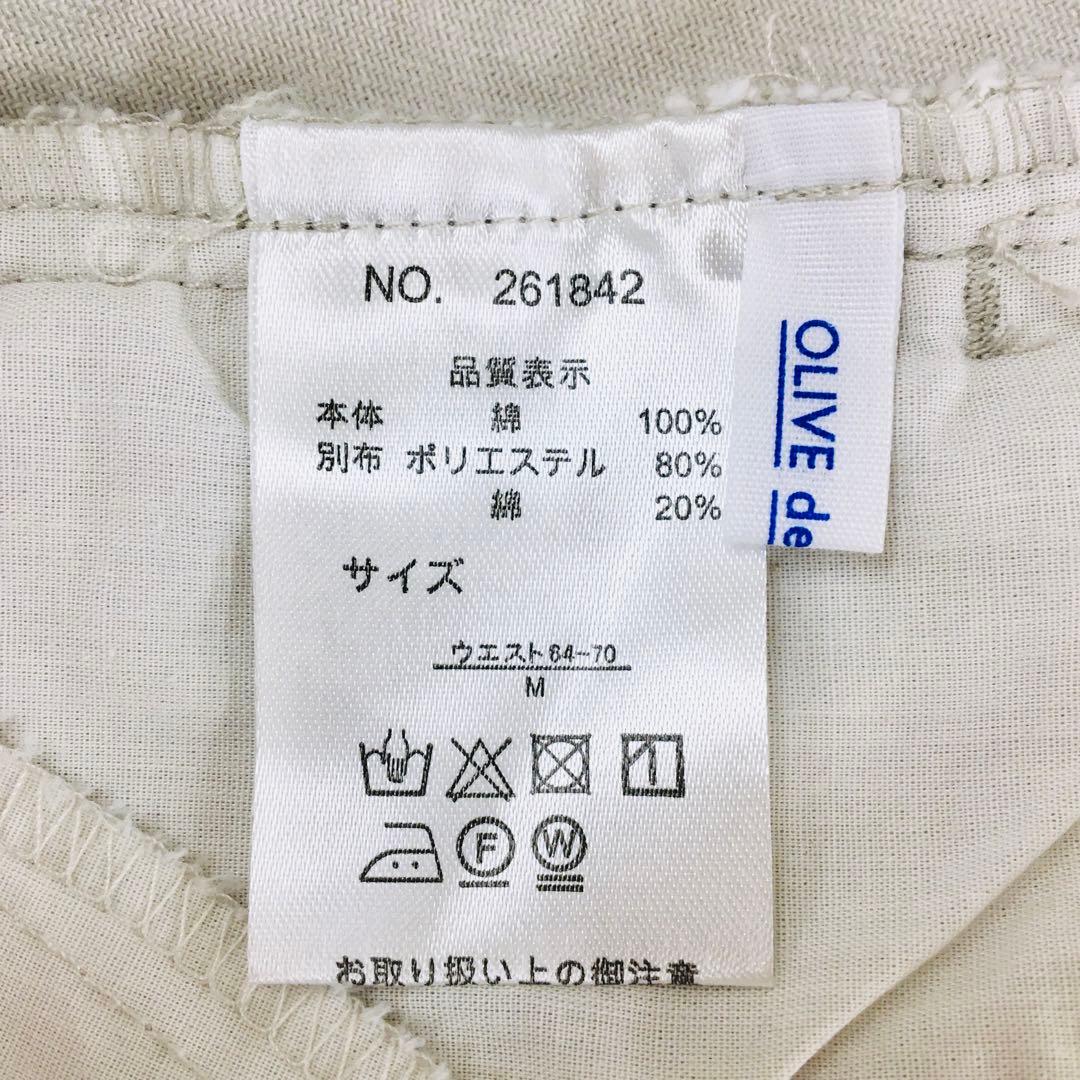 NO. 261842
品質表示
本体 綿 100%
別布 ポリエステル 80%
綿 20%
サイズ
ウエスト64-70
M
F W
お取り扱い上の御注意
OLIVE de